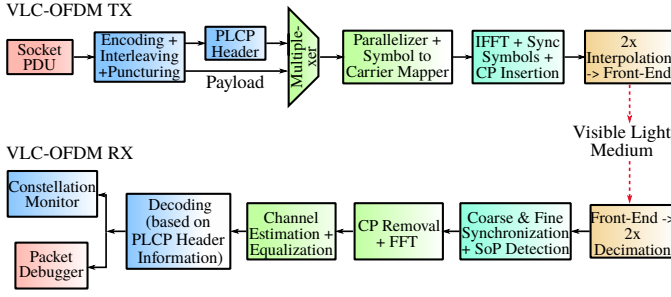 VLC-OFDM TX
Socket
PDU
Encoding +
Interleaving
+Puncturing
PLCP
Header
Payload
Multiple-
xer
Parallelizer +
Symbol to
Carrier Mapper
IFFT + Sync
Symbols +
CP Insertion
2x
Interpolation
-> Front-End
Visible Light
Medium
VLC-OFDM RX
Constellation
Monitor
Packet
Debugger
Decoding
(based on
PLCP Header
Information)
Channel
Estimation +
Equalization
CP Removal
+ FFT
Coarse & Fine
Synchronization
+ SoP Detection
Front-End ->
2x
Decimation